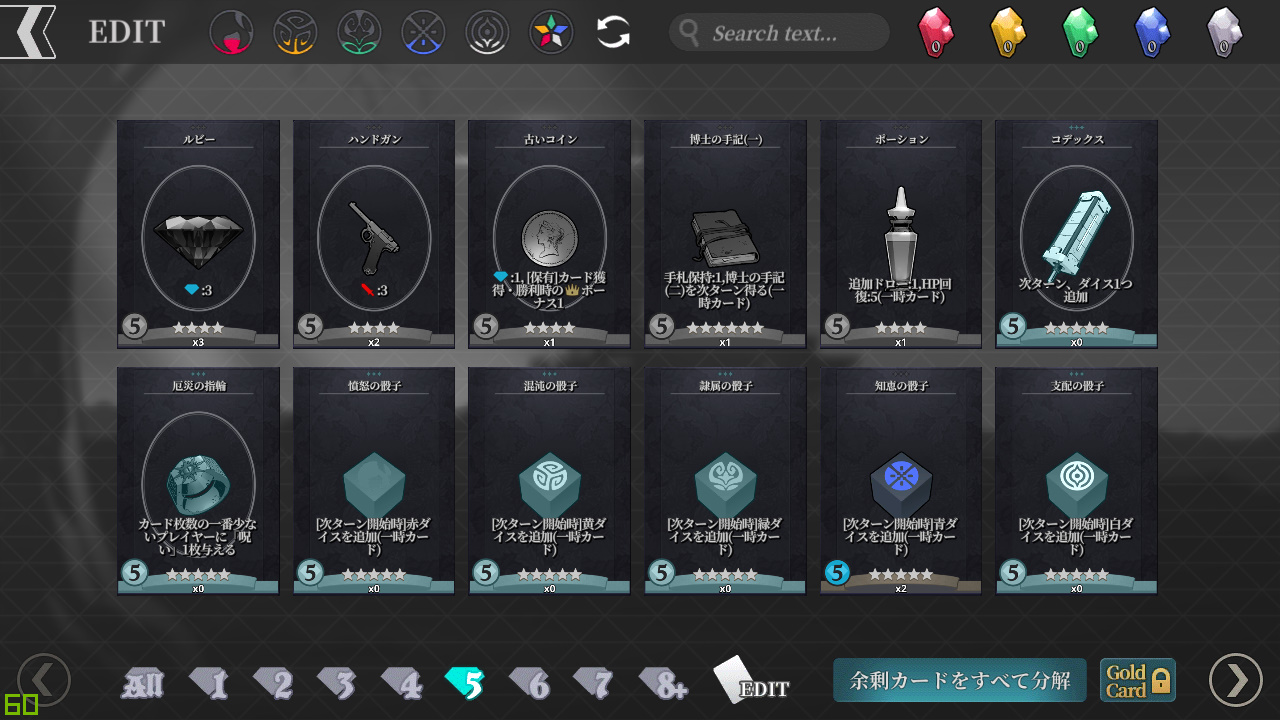 EDIT
Search text...
0
0
0
0
0
ルビー
:3
5
x3
ハンドガン
:3
5
x2
古いコイン
:1, [保有]カード獲
得・勝利時の ボー
ナス1
5
x1
博士の手記(一)
手札保持:1,博士の手記
(二)を次ターン得る(一
時カード)
5
x1
ポーション
追加ドロー:1,HP回
復:5(一時カード)
5
x1
コデックス
次ターン、ダイス1つ
追加
5
x0
厄災の指輪
カード枚数の一番少な
いプレイヤーに「呪
い」1枚与える
5
x0
憤怒の骰子
[次ターン開始時]赤ダ
イスを追加(一時カー
ド)
5
x0
混沌の骰子
[次ターン開始時]黄ダ
イスを追加(一時カー
ド)
5
x0
隷属の骰子
[次ターン開始時]緑ダ
イスを追加(一時カー
ド)
5
x0
知恵の骰子
[次ターン開始時]青ダ
イスを追加(一時カー
ド)
5
x2
支配の骰子
[次ターン開始時]白ダ
イスを追加(一時カー
ド)
5
x0
All
1
2
3
4
5
6
7
8+
EDIT
余剰カードをすべて分解
Gold
Card
60